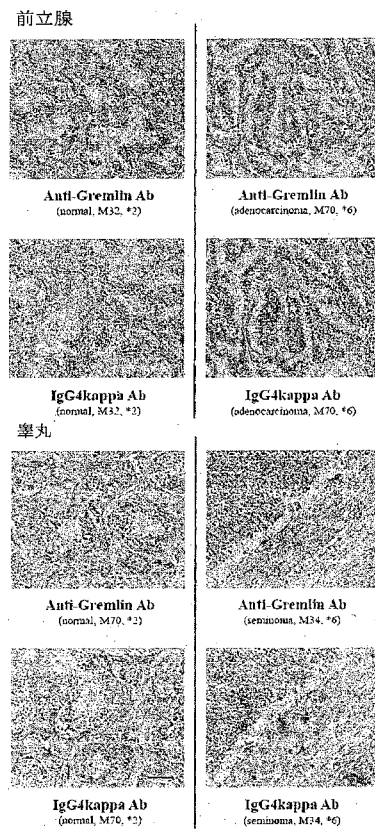 前立腺
Anti-Gremlin Ab
(normal, M32, *2)
Anti-Gremlin Ab
(adenocarcinoma, M70, *6)
IgG4kappa Ab
(normal, M32, *2)
IgG4kappa Ab
(adenocarcinoma, M70, *6)
睾丸
Anti-Gremlin Ab
(normal, M70, *2)
Anti-Gremlin Ab
(seminoma, M34, *6)
IgG4kappa Ab
(normal, M70, *2)
IgG4kappa Ab
(seminoma, M34, *6)